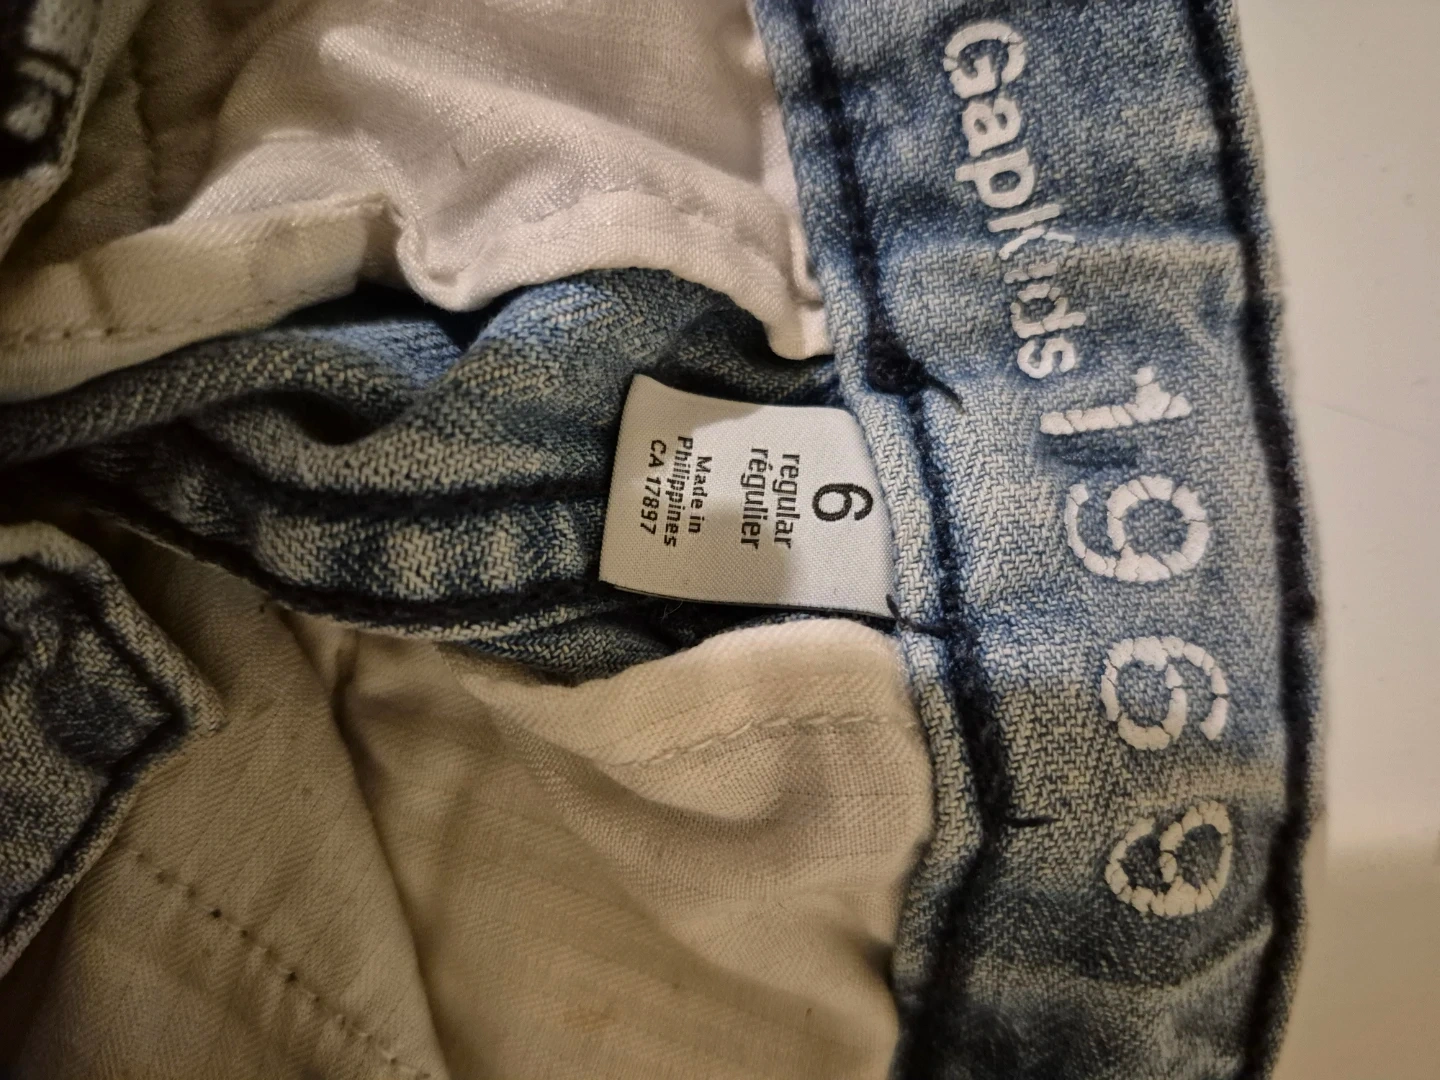 GapKids
1969
6
regular
régulier
Made in
Philippines
CA 17897